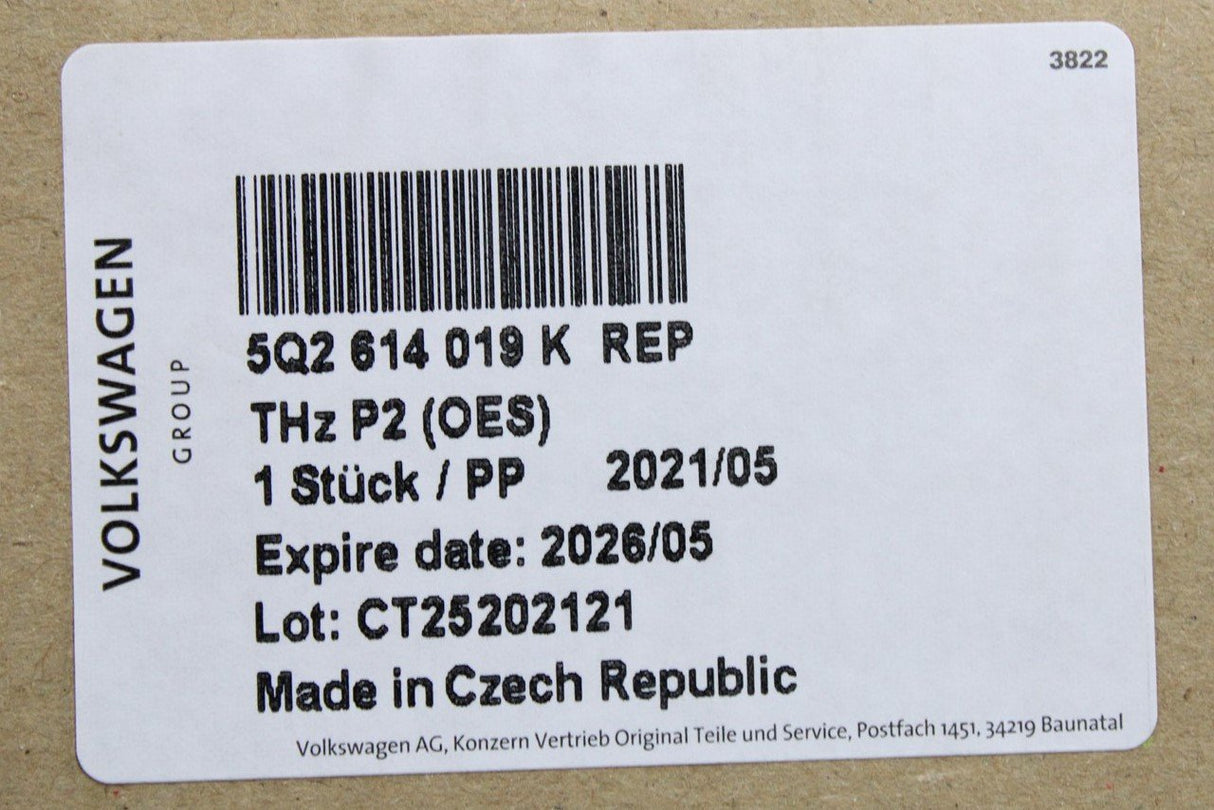 3822
VOLKSWAGEN
GROUP
5Q2 614 019 K REP
THz P2 (OES)
1 Stück / PP 2021/05
Expire date: 2026/05
Lot: CT25202121
Made in Czech Republic
Volkswagen AG, Konzern Vertrieb Original Teile und Service, Postfach 1451, 34219 Baunatal